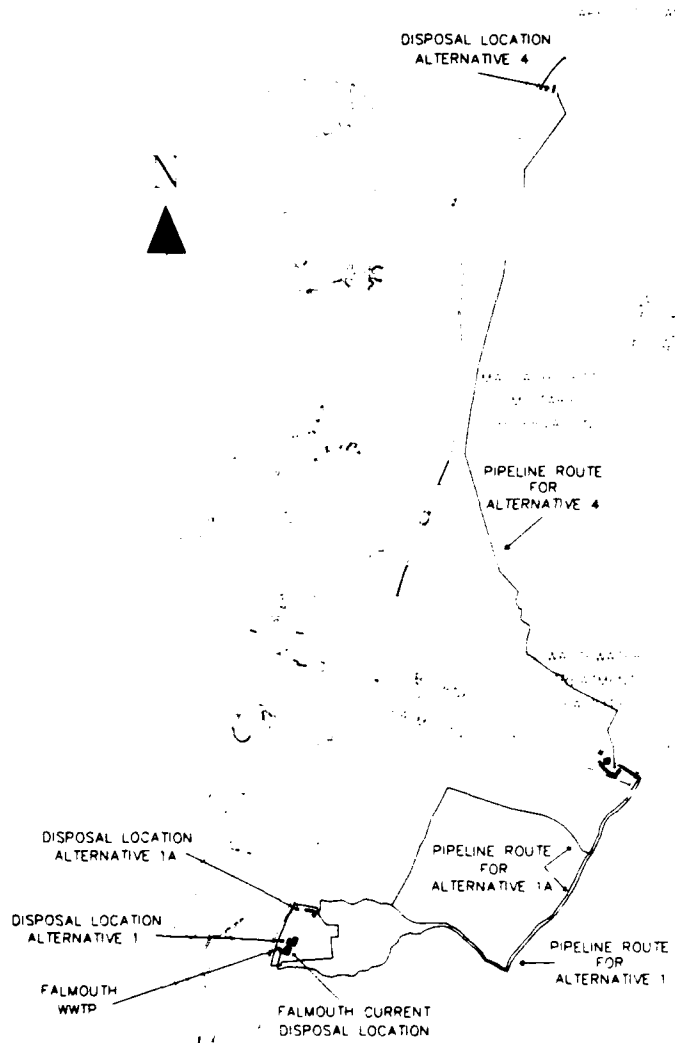 DISPOSAL LOCATION
ALTERNATIVE 4
N
PIPELINE ROUTE
FOR
ALTERNATIVE 4
DISPOSAL LOCATION
ALTERNATIVE 1A
PIPELINE ROUTE
FOR
ALTERNATIVE 1A
DISPOSAL LOCATION
ALTERNATIVE 1
PIPELINE ROUTE
FOR
ALTERNATIVE 1
FALMOUTH
WWTP
FALMOUTH CURRENT
DISPOSAL LOCATION